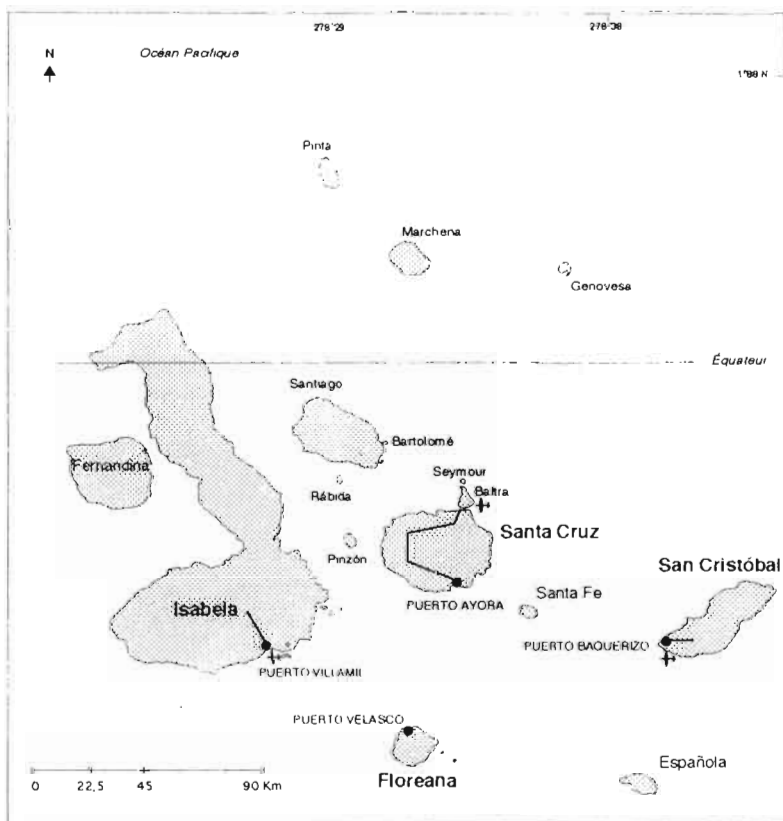 278°29
278°38
N
Océan Pacifique
1°88 N
Pinta
Marchena
Genovesa
Équateur
Santiago
Bartolomé
Fernandina
Seymour
Rábida
Baltra
Santa Cruz
Pinzón
San Cristóbal
Santa Fe
PUERTO AYORA
Isabela
PUERTO BAQUERIZO
PUERTO VILLAMIL
PUERTO VELASCO
Española
Floreana
0 22,5 45 90 Km